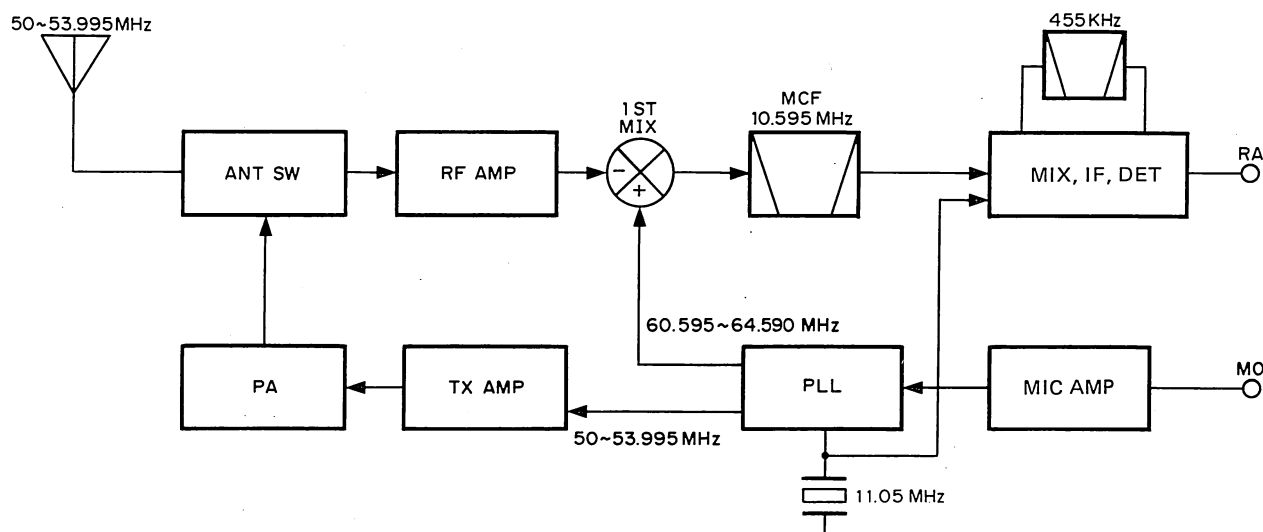 50~53.995MHz
455KHz
1ST
MIX
MCF
10.595MHz
ANT SW
RF AMP
-
+
MIX, IF, DET
RA
60.595~64.590 MHz
PA
TX AMP
PLL
MIC AMP
MO
50~53.995MHz
11.05 MHz